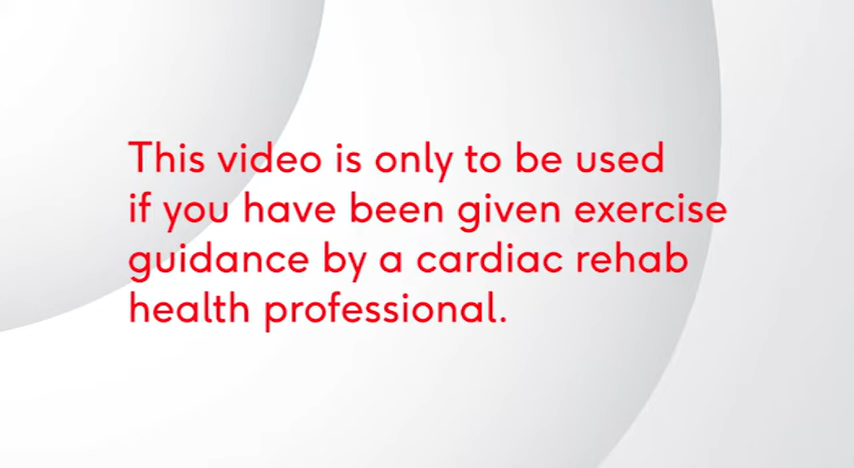 This video is only to be used
if you have been given exercise
guidance by a cardiac rehab
health professional.